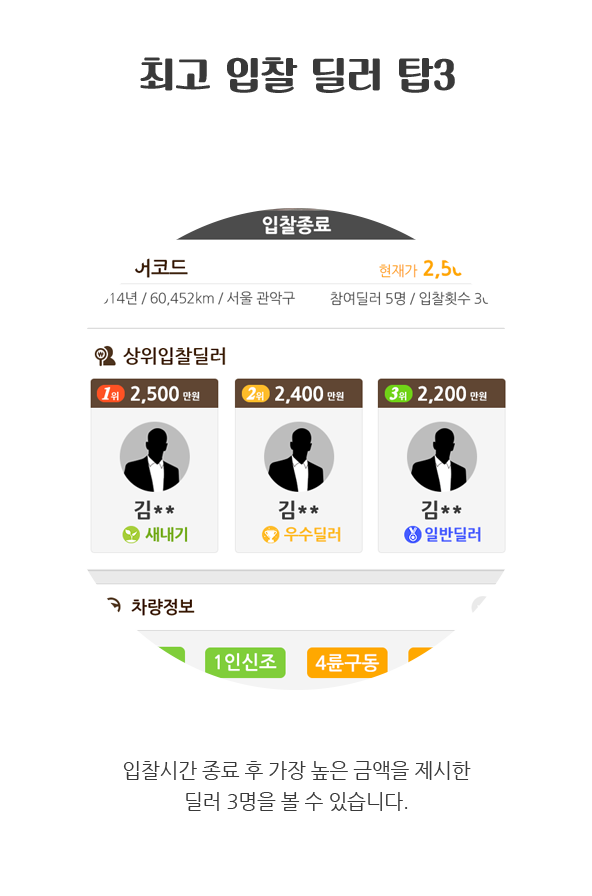 최고 입찰 딜러 탑3
입찰종료
어코드
현재가 2,50
014년 / 60,452km / 서울 관악구
참여딜러 5명 / 입찰횟수 30
상위입찰딜러
1위 2,500 만원
2위 2,400 만원
3위 2,200 만원
김**
김**
김**
새내기
우수딜러
일반딜러
차량정보
1인신조
4륜구동
입찰시간 종료 후 가장 높은 금액을 제시한
딜러 3명을 볼 수 있습니다.